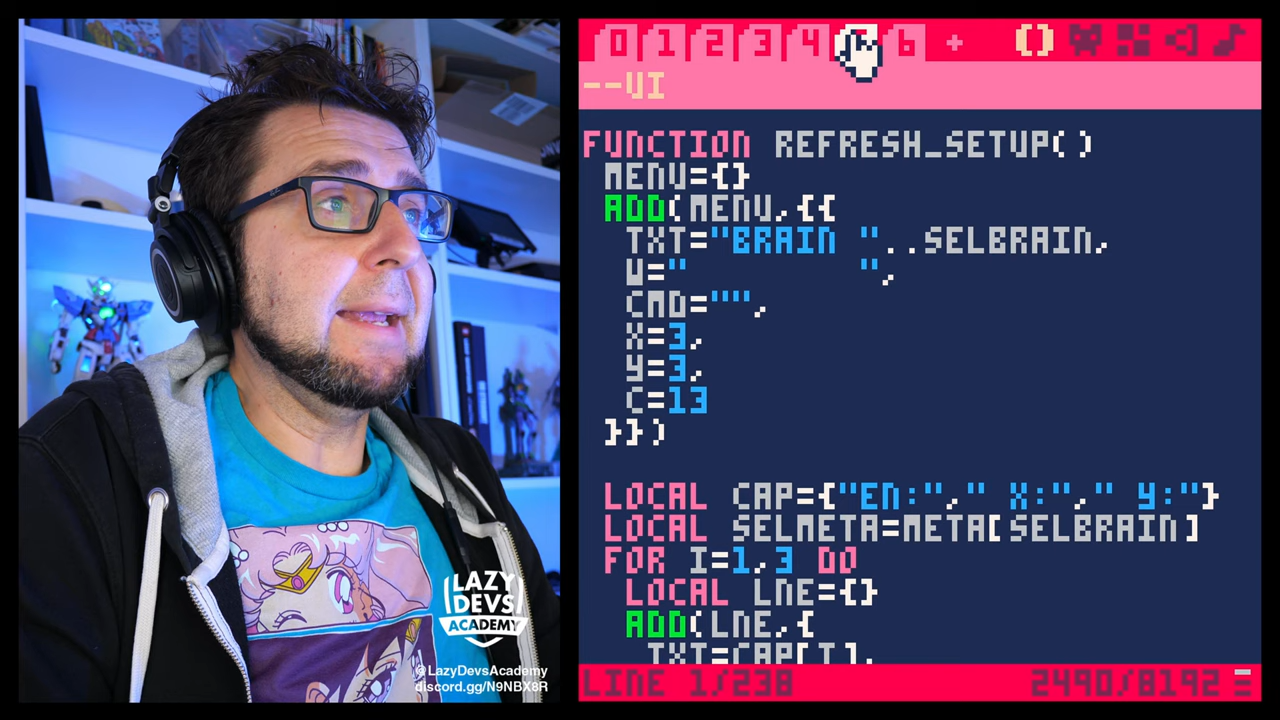 LAZY
DEVS
ACADEMY
@LazyDevsAcademy
discord.gg/N9NBX8R
0 1 2 3 4 6 +
--UI
FUNCTION REFRESH_SETUP()
MENU={}
ADD(MENU,{{
TXT="BRAIN "..SELBRAIN,
W="        ",
CMD="",
X=3,
Y=3,
C=13
}})
LOCAL CAP={"EN:"," X:"," Y:"}
LOCAL SELMETA=META[SELBRAIN]
FOR I=1,3 DO
LOCAL LNE={}
ADD(LNE,{
TXT=CAP[I],
LINE 1/238
2490/8192